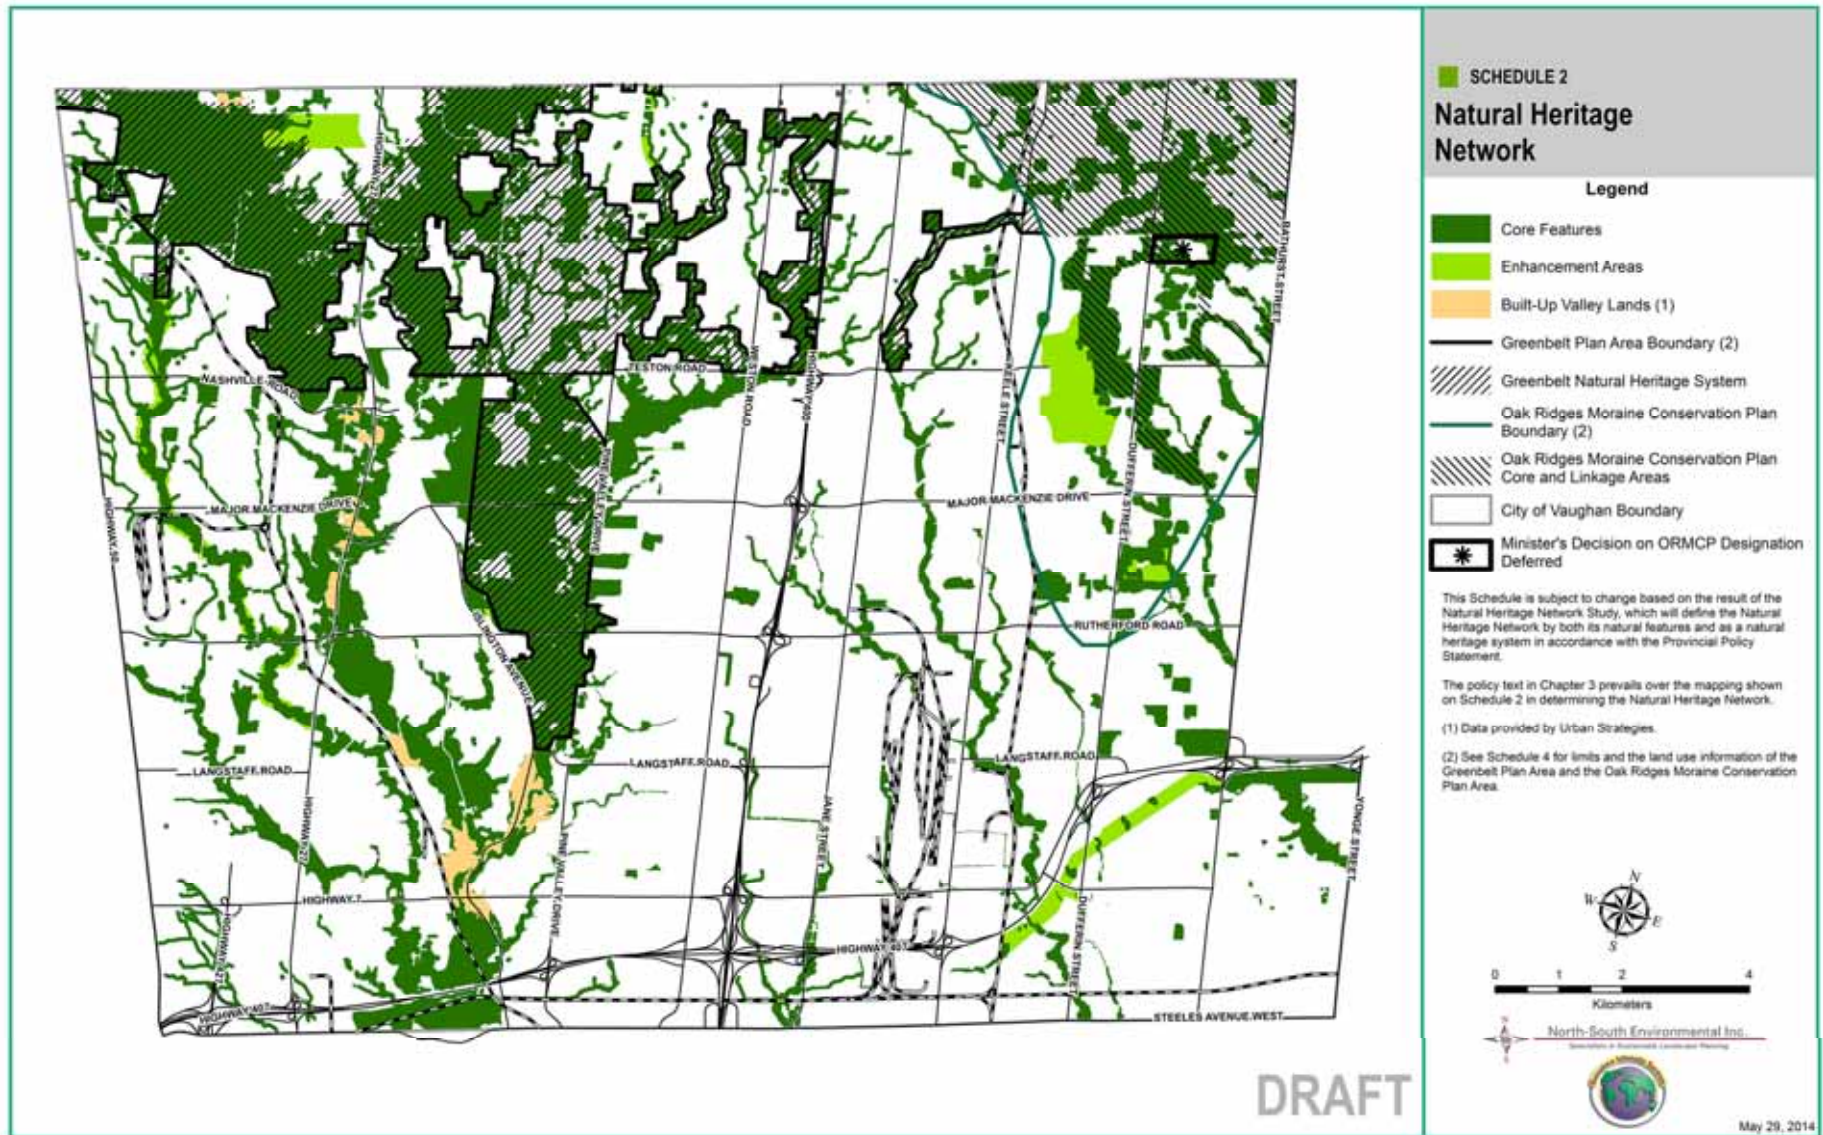 SCHEDULE 2
Natural Heritage
Network
Legend
Core Features
Enhancement Areas
Built-Up Valley Lands (1)
Greenbelt Plan Area Boundary (2)
Greenbelt Natural Heritage System
Oak Ridges Moraine Conservation Plan
Boundary (2)
Oak Ridges Moraine Conservation Plan
Core and Linkage Areas
City of Vaughan Boundary
Minister's Decision on ORMCP Designation
Deferred
This Schedule is subject to change based on the result of the
Natural Heritage Network Study, which will define the Natural
Heritage Network by both its natural features and as a natural
heritage system in accordance with the Provincial Policy
Statement.
The policy text in Chapter 3 prevails over the mapping shown
on Schedule 2 in determining the Natural Heritage Network.
(1) Data provided by Urban Strategies.
(2) See Schedule 4 for limits and the land use information of the
Greenbelt Plan Area and the Oak Ridges Moraine Conservation
Plan Area.
N
W
E
S
0 1 2 4
Kilometers
North-South Environmental Inc.
May 29, 2014
DRAFT
HIGHWAY 27
BATHURST STREET
NASHVILLE ROAD
TESTON ROAD
WESTON ROAD
HIGHWAY 400
KEELE STREET
DUFFERIN STREET
PINE VALLEY DRIVE
HIGHWAY 50
MAJOR MACKENZIE DRIVE
MAJOR MACKENZIE DRIVE
ISLINGTON AVENUE
RUTHERFORD ROAD
LANGSTAFF ROAD
LANGSTAFF ROAD
LANGSTAFF ROAD
HIGHWAY 27
PINE VALLEY DRIVE
JANE STREET
YONGE STREET
HIGHWAY 7
HIGHWAY 427
HIGHWAY 407
DUFFERIN STREET
HIGHWAY 407
STEELES AVENUE WEST